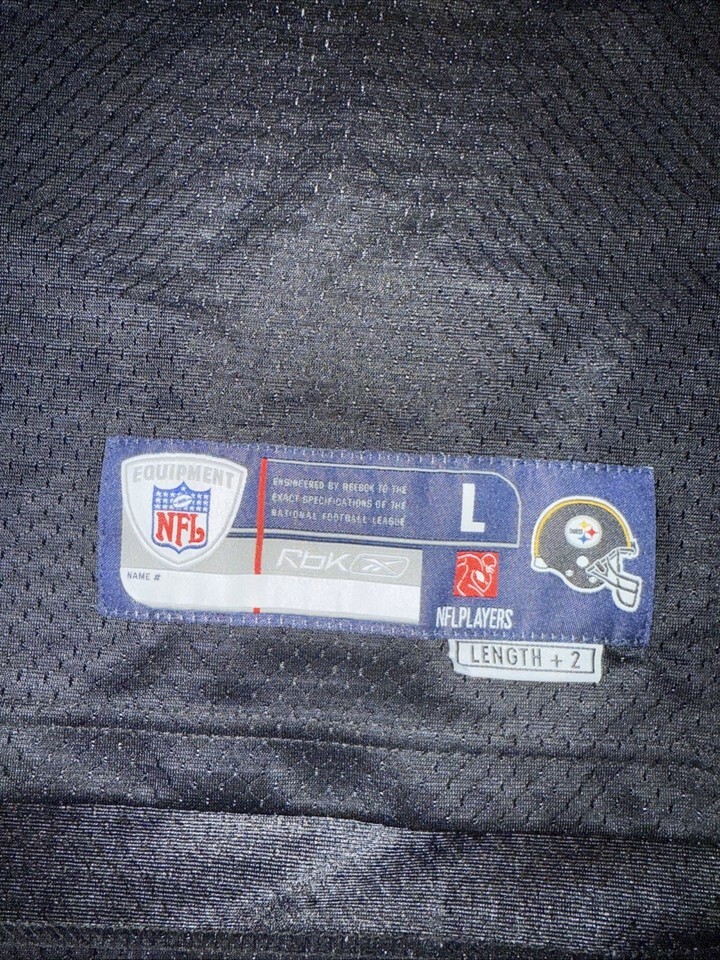 EQUIPMENT
NFL
NAME #
ENGINEERED BY REEBOK TO THE
EXACT SPECIFICATIONS OF THE
NATIONAL FOOTBALL LEAGUE
Rbk
L
NFLPLAYERS
LENGTH + 2